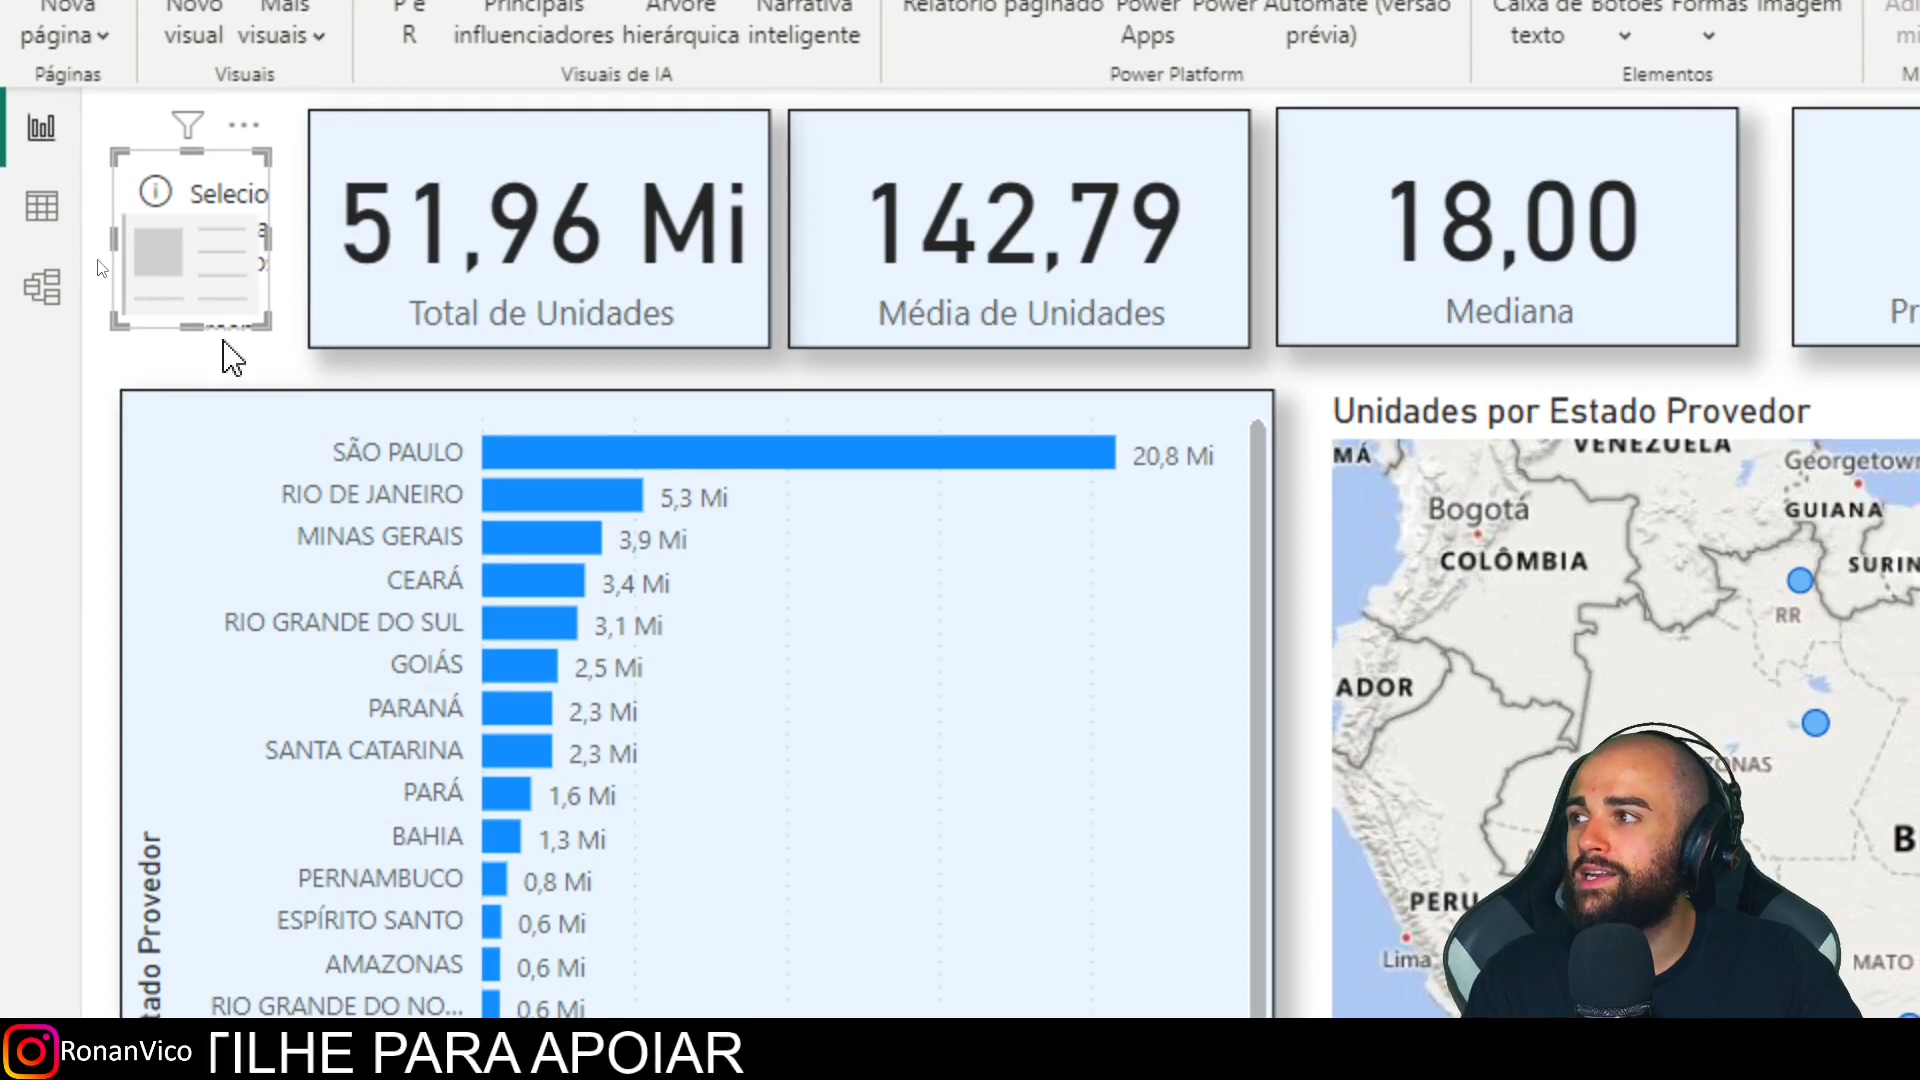 Nova
página
Páginas
Novo
visual
Mais
visuais
Visuais
P e
R
Principais
influenciadores
Árvore
hierárquica
Narrativa
inteligente
Visuais de IA
Relatório paginado
Power
Apps
Power Automate (versão
prévia)
Power Platform
Caixa de
texto
Botões
Formas
Imagem
Elementos
Selecio
51,96 Mi
Total de Unidades
142,79
Média de Unidades
18,00
Mediana
Pr
SÃO PAULO 20,8 Mi
RIO DE JANEIRO 5,3 Mi
MINAS GERAIS 3,9 Mi
CEARÁ 3,4 Mi
RIO GRANDE DO SUL 3,1 Mi
GOIÁS 2,5 Mi
PARANÁ 2,3 Mi
SANTA CATARINA 2,3 Mi
PARÁ 1,6 Mi
BAHIA 1,3 Mi
PERNAMBUCO 0,8 Mi
ESPÍRITO SANTO 0,6 Mi
AMAZONAS 0,6 Mi
RIO GRANDE DO NO... 0,6 Mi
tado Provedor
Unidades por Estado Provedor
MÁ
VENEZUELA
Georgetown
Bogotá
GUIANA
COLÔMBIA
SURIN
RR
ADOR
ZONAS
B
PERU
Lima
MATO
RonanVico
TILHE PARA APOIAR